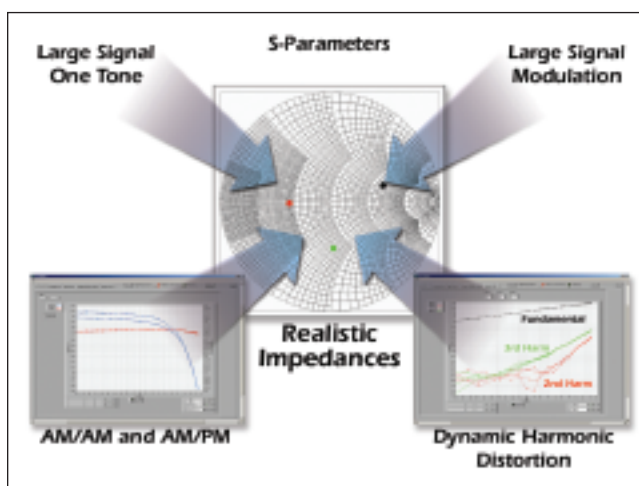 S-Parameters
Large Signal
One Tone
Large Signal
Modulation
Fundamental
3rd Harm
2nd Harm
Realistic
Impedances
AM/AM and AM/PM
Dynamic Harmonic
Distortion